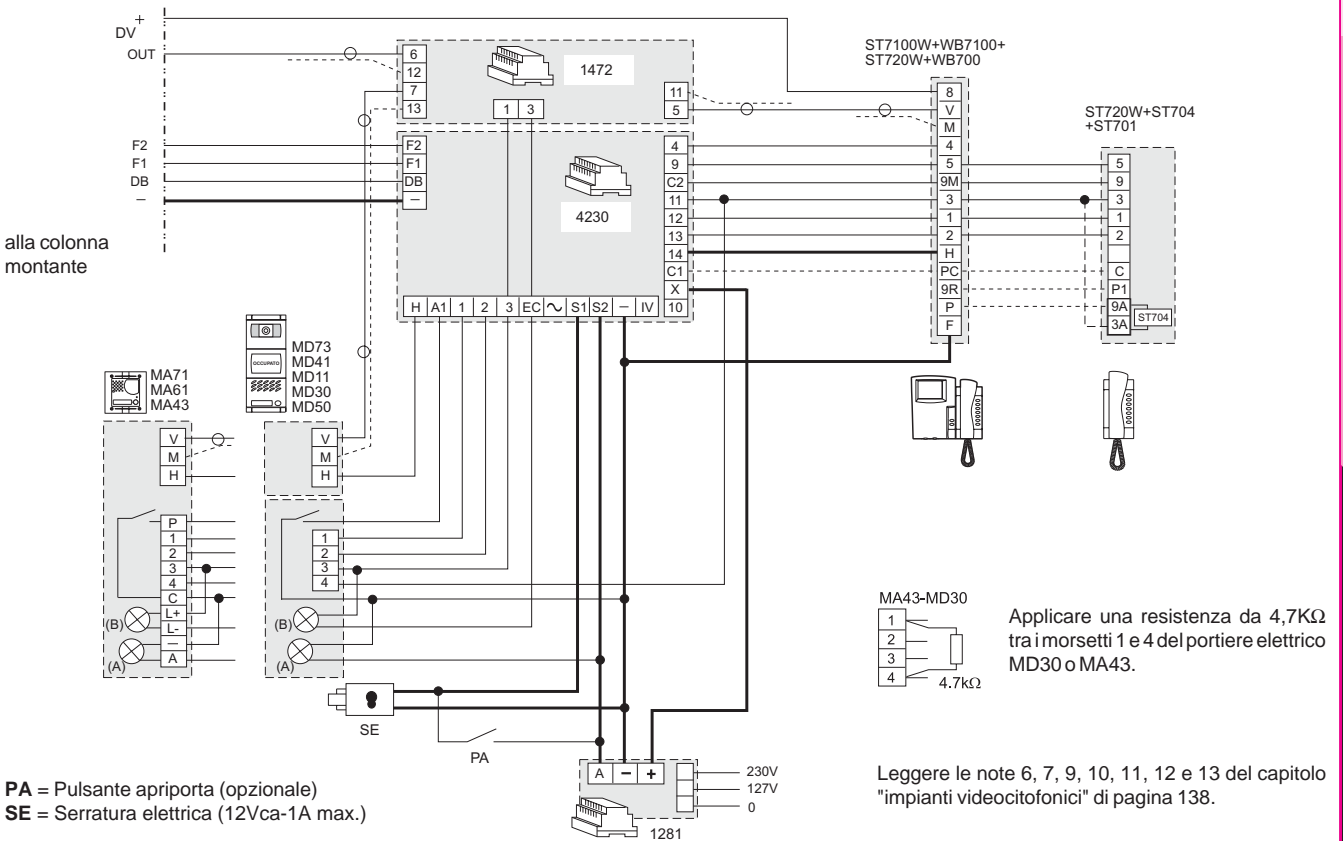 +
DV
OUT
6
12
7
13
1472
1 3
11
5
F2
F1
DB
–
F2
F1
DB
–
4230
4
9
C2
11
12
13
14
C1
X
10
H A1 1 2 3 EC ∿ S1 S2 – IV
alla colonna
montante
ST7100W+WB7100+
ST720W+WB700
8
V
M
4
5
9M
3
1
2
H
PC
9R
P
F
ST720W+ST704
+ST701
5
9
3
1
2
C
P1
9A
3A
ST704
MA71
MA61
MA43
OCCUPATO
MD73
MD41
MD11
MD30
MD50
V
M
H
P
1
2
3
4
C
L+
L-
–
A
(B)
(A)
V
M
H
1
2
3
4
(B)
(A)
SE
PA
A – +
230V
127V
0
1281
MA43-MD30
1
2
3
4
4.7kΩ
Applicare una resistenza da 4,7KΩ
tra i morsetti 1 e 4 del portiere elettrico
MD30 o MA43.
PA = Pulsante apriporta (opzionale)
SE = Serratura elettrica (12Vca-1A max.)
Leggere le note 6, 7, 9, 10, 11, 12 e 13 del capitolo
"impianti videocitofonici" di pagina 138.